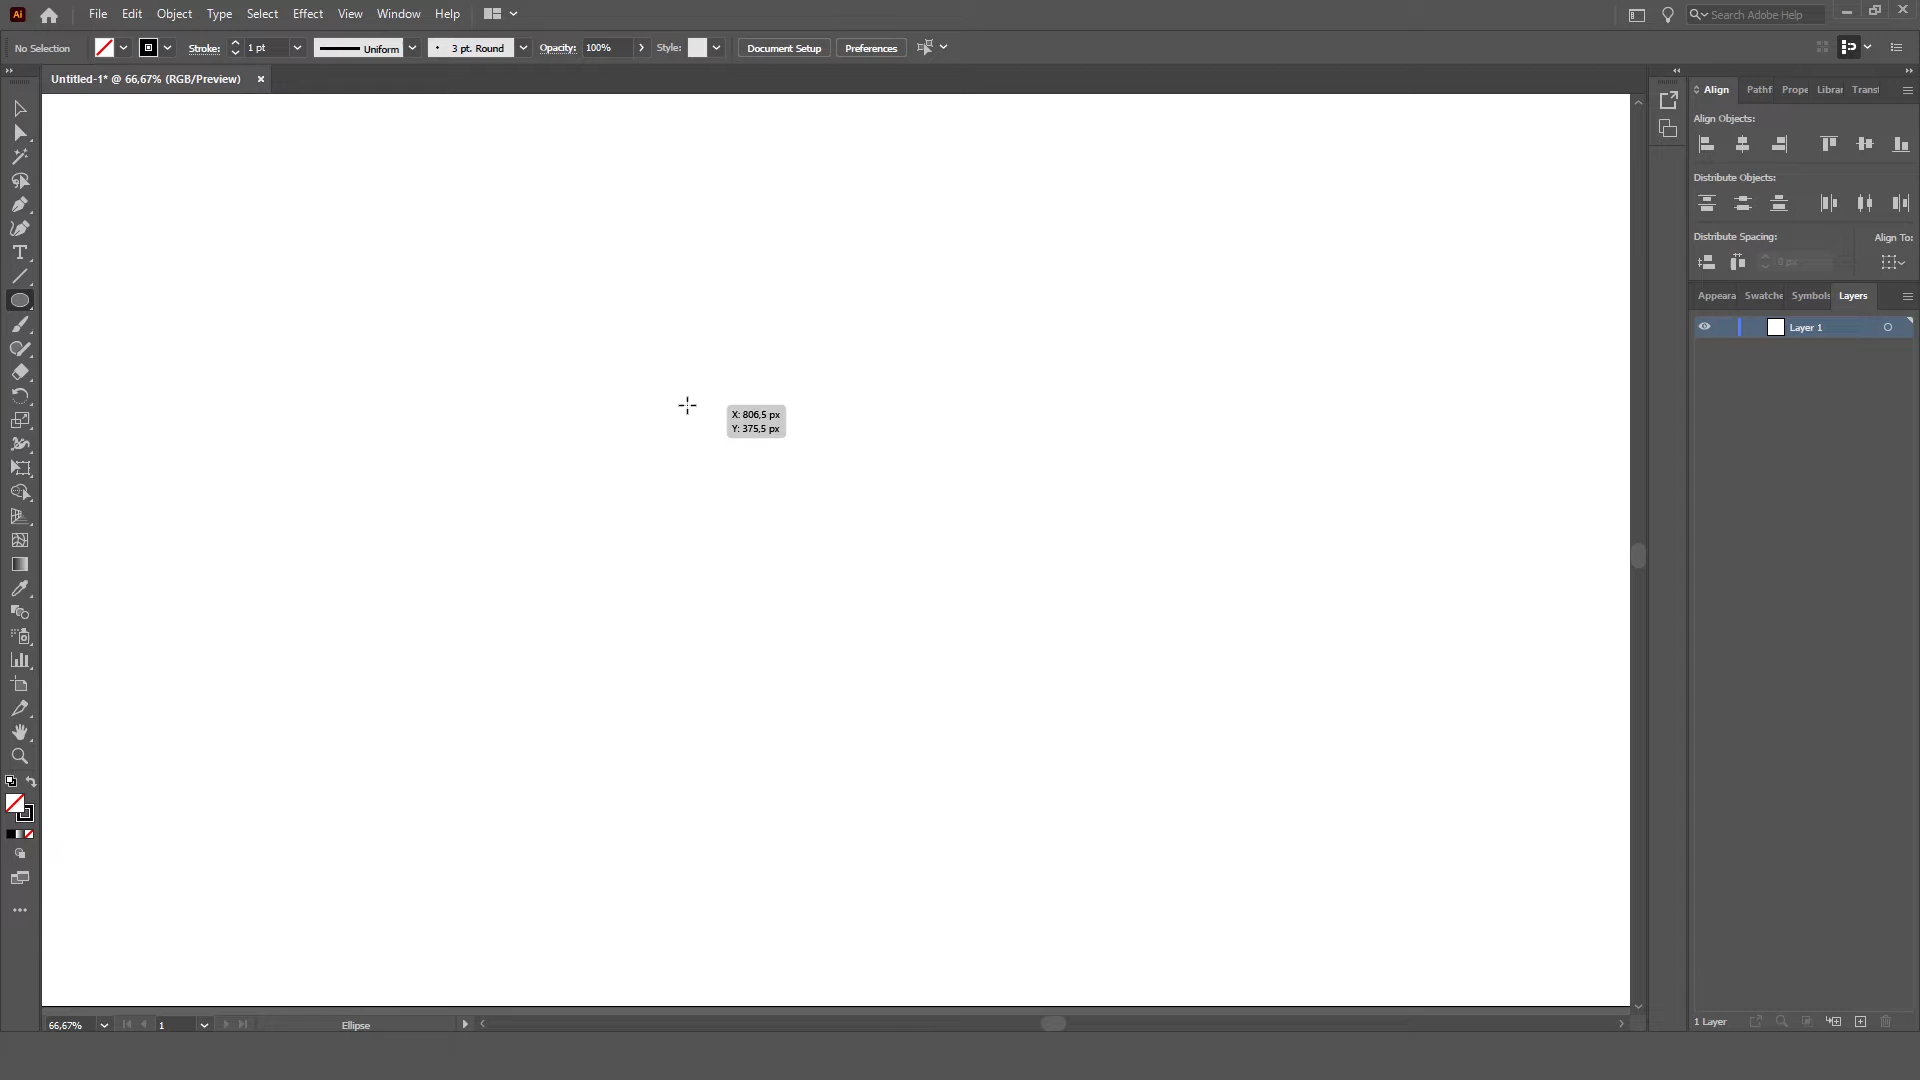 Ai File Edit Object Type Select Effect View Window Help Search Adobe Help
No Selection Stroke: 1 pt Uniform 3 pt. Round Opacity: 100% Style: Document Setup Preferences
Untitled-1* @ 66,67% (RGB/Preview)
Align Pathf Prope Librar Transf
Align Objects:
Distribute Objects:
Distribute Spacing: Align To:
0 px
Appeara Swatche Symbols Layers
Layer 1
X: 806,5 px
Y: 375,5 px
66,67% 1 Ellipse
1 Layer